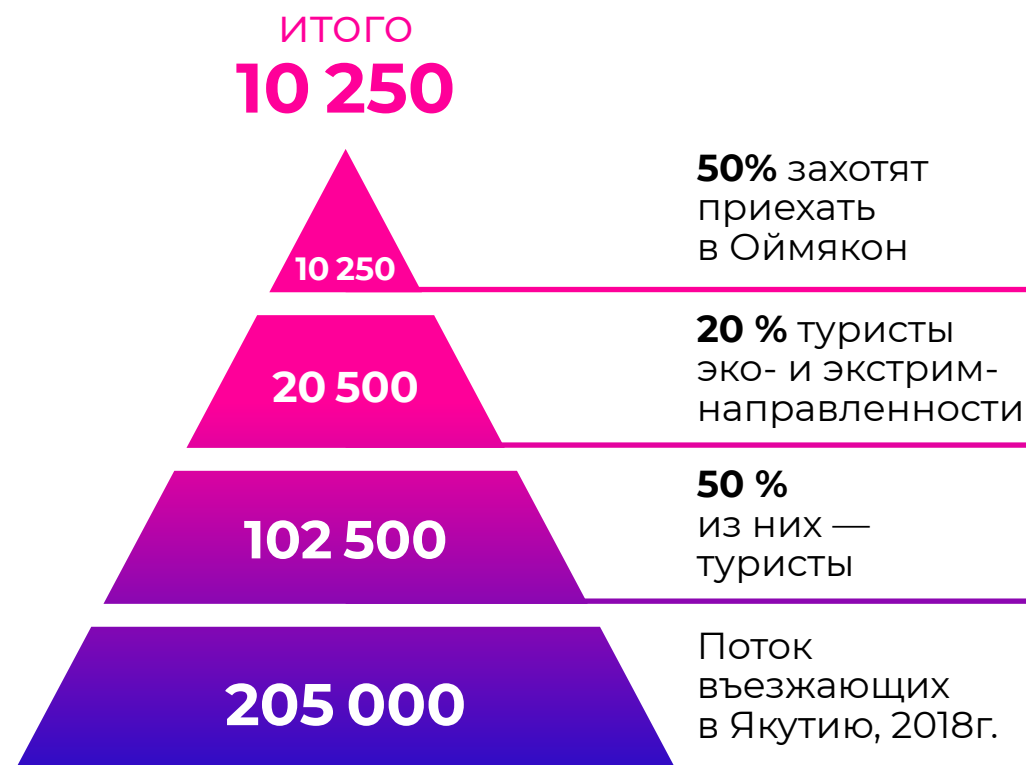 ИТОГО
10 250
10 250
50% захотят
приехать
в Оймякон
20 500
20 % туристы
эко- и экстрим-
направленности
102 500
50 %
из них —
туристы
205 000
Поток
въезжающих
в Якутию, 2018г.